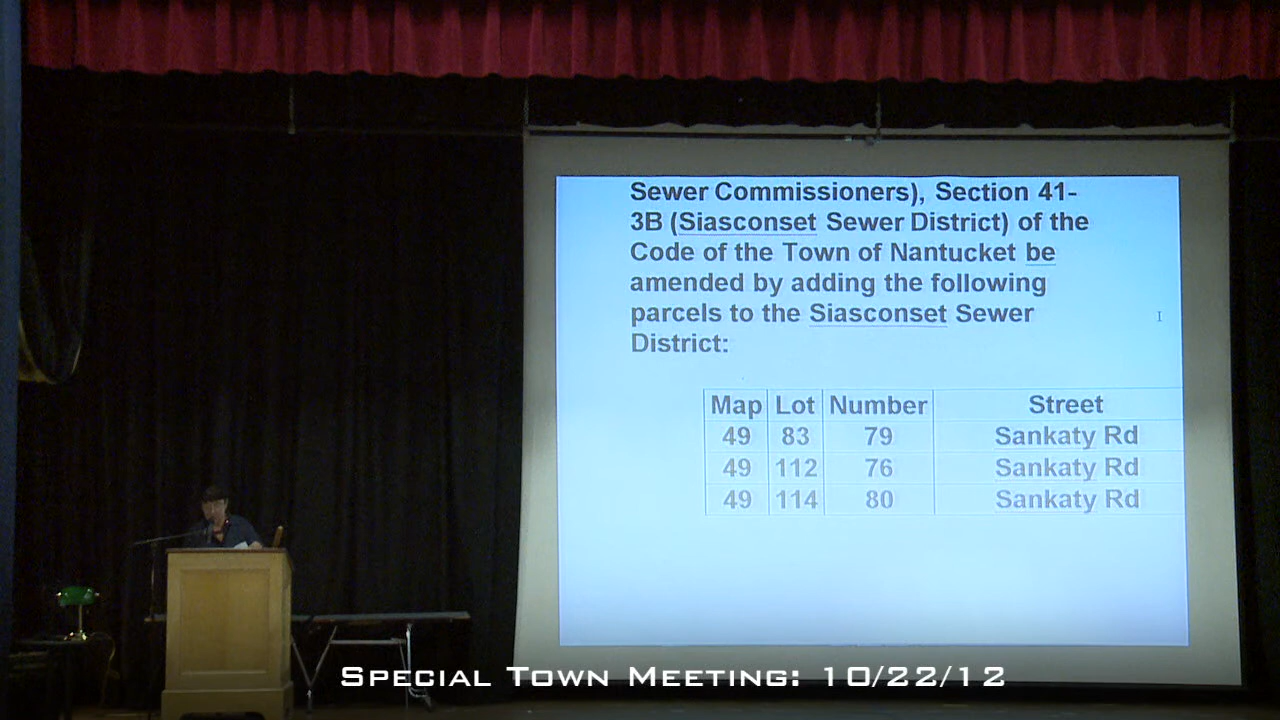 Sewer Commissioners), Section 41-
3B (Siasconset Sewer District) of the
Code of the Town of Nantucket be
amended by adding the following
parcels to the Siasconset Sewer
District:
Map Lot Number Street
49 83 79 Sankaty Rd
49 112 76 Sankaty Rd
49 114 80 Sankaty Rd
Special Town Meeting: 10/22/12